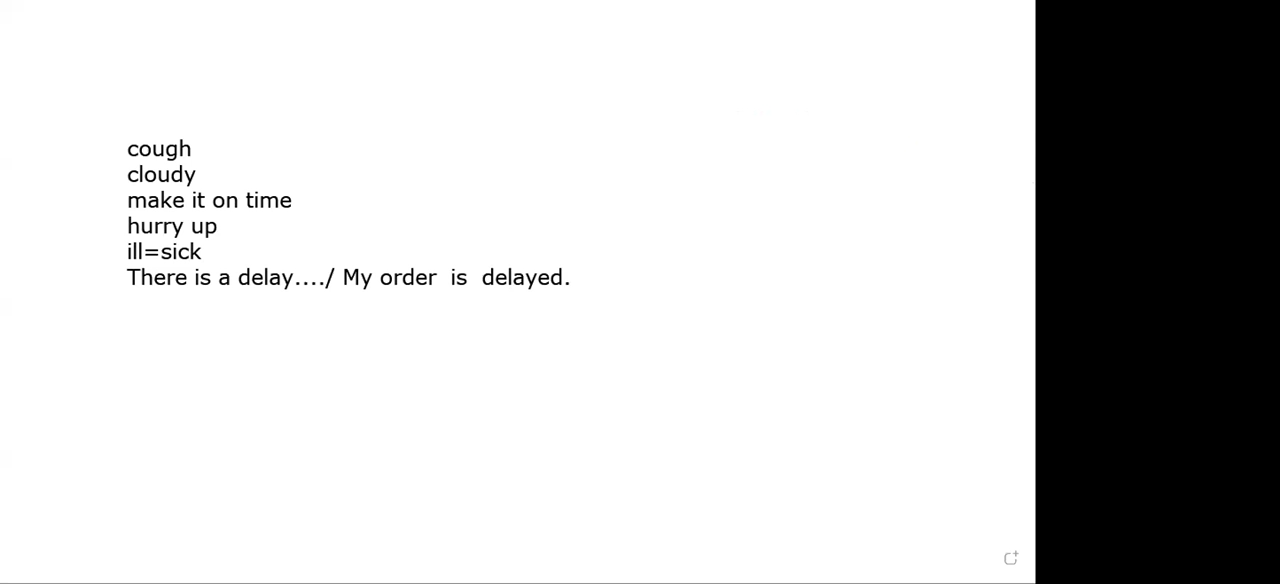 cough
cloudy
make it on time
hurry up
ill=sick
There is a delay..../ My order  is  delayed.